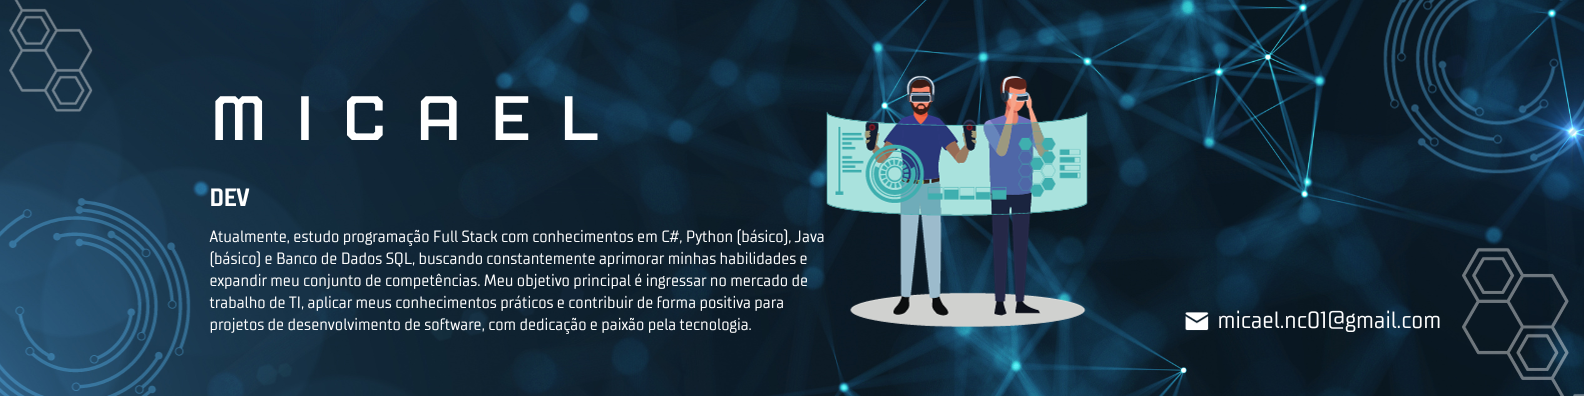 MICAEL
DEV
Atualmente, estudo programação Full Stack com conhecimentos em C#, Python (básico), Java
(básico) e Banco de Dados SQL, buscando constantemente aprimorar minhas habilidades e
expandir meu conjunto de competências. Meu objetivo principal é ingressar no mercado de
trabalho de TI, aplicar meus conhecimentos práticos e contribuir de forma positiva para
projetos de desenvolvimento de software, com dedicação e paixão pela tecnologia.
micael.nc01@gmail.com